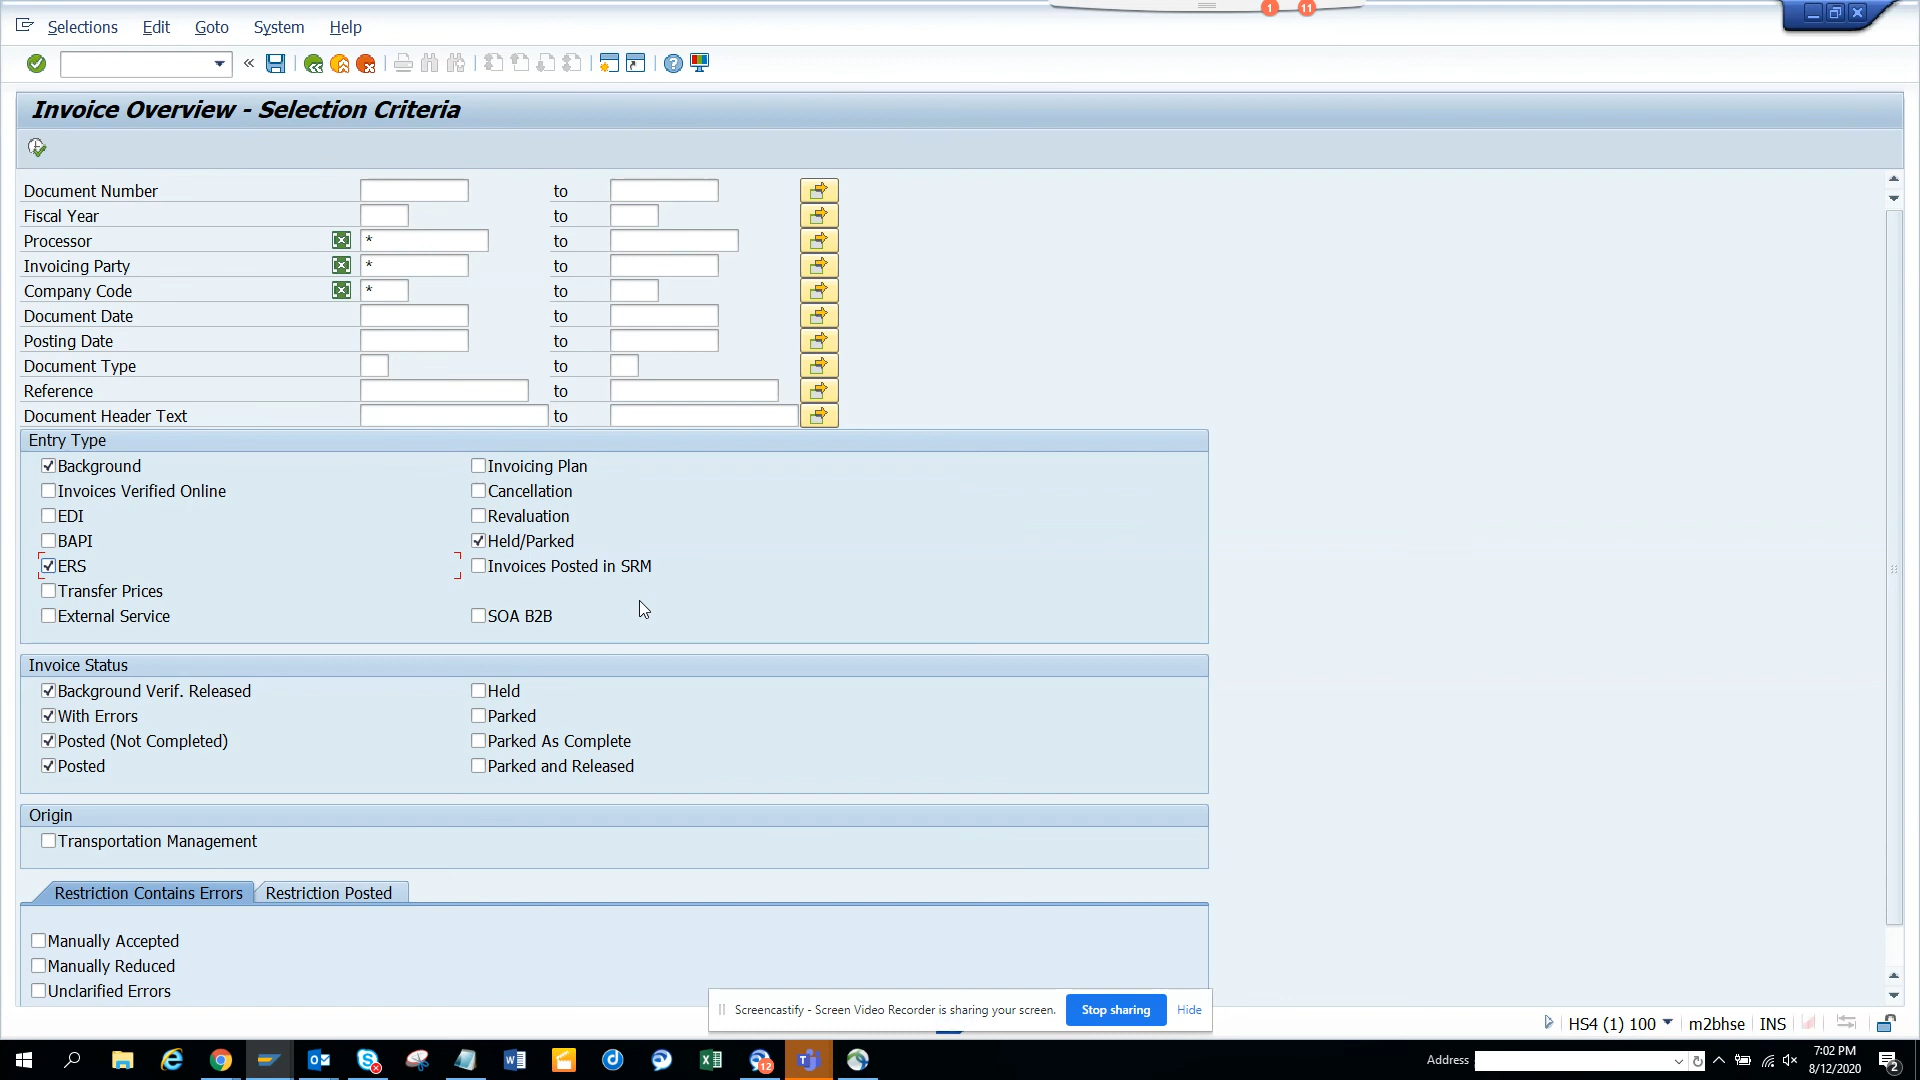 Selections Edit Goto System Help
1 11
Invoice Overview - Selection Criteria
Document Number to
Fiscal Year to
Processor * to
Invoicing Party * to
Company Code * to
Document Date to
Posting Date to
Document Type to
Reference to
Document Header Text to
Entry Type
Background Invoicing Plan
Invoices Verified Online Cancellation
EDI Revaluation
BAPI Held/Parked
ERS Invoices Posted in SRM
Transfer Prices
External Service SOA B2B
Invoice Status
Background Verif. Released Held
With Errors Parked
Posted (Not Completed) Parked As Complete
Posted Parked and Released
Origin
Transportation Management
Restriction Contains Errors Restriction Posted
Manually Accepted
Manually Reduced
Unclarified Errors
Screencastify - Screen Video Recorder is sharing your screen. Stop sharing Hide
HS4 (1) 100 m2bhse INS
12
Address
7:02 PM
8/12/2020
2